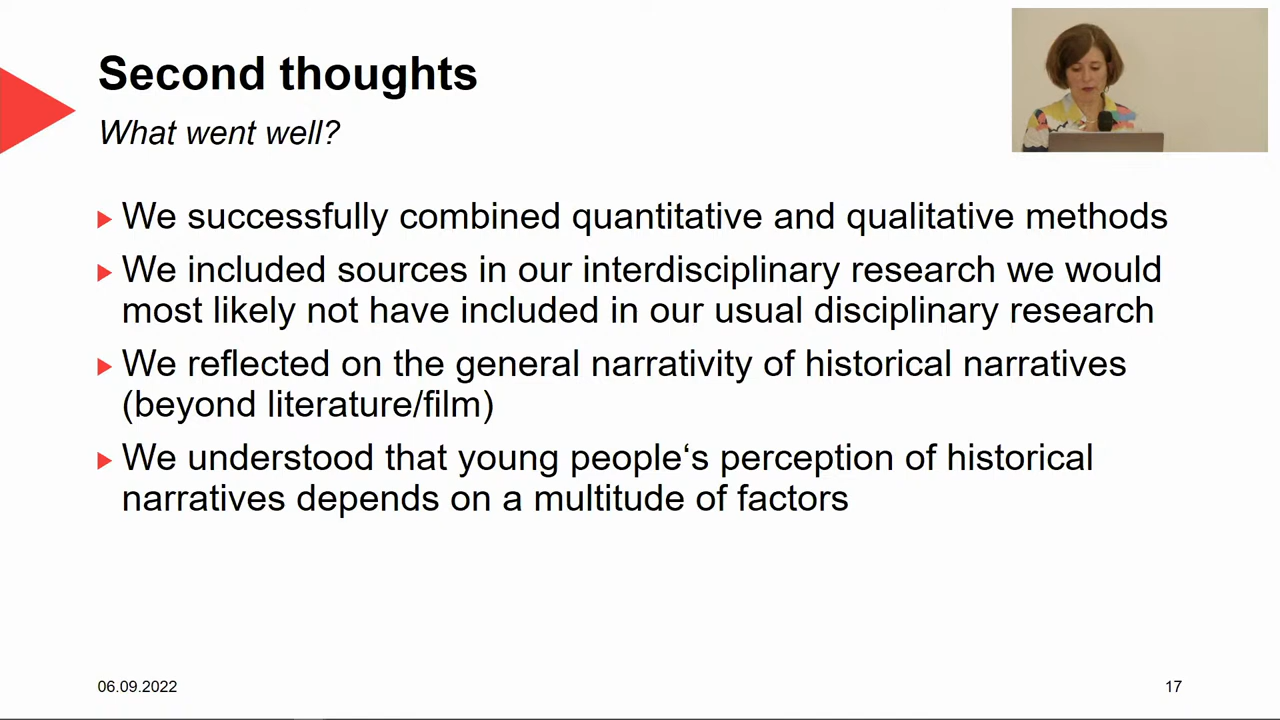 Second thoughts
What went well?
We successfully combined quantitative and qualitative methods
We included sources in our interdisciplinary research we would
most likely not have included in our usual disciplinary research
We reflected on the general narrativity of historical narratives
(beyond literature/film)
We understood that young people‘s perception of historical
narratives depends on a multitude of factors
06.09.2022
17